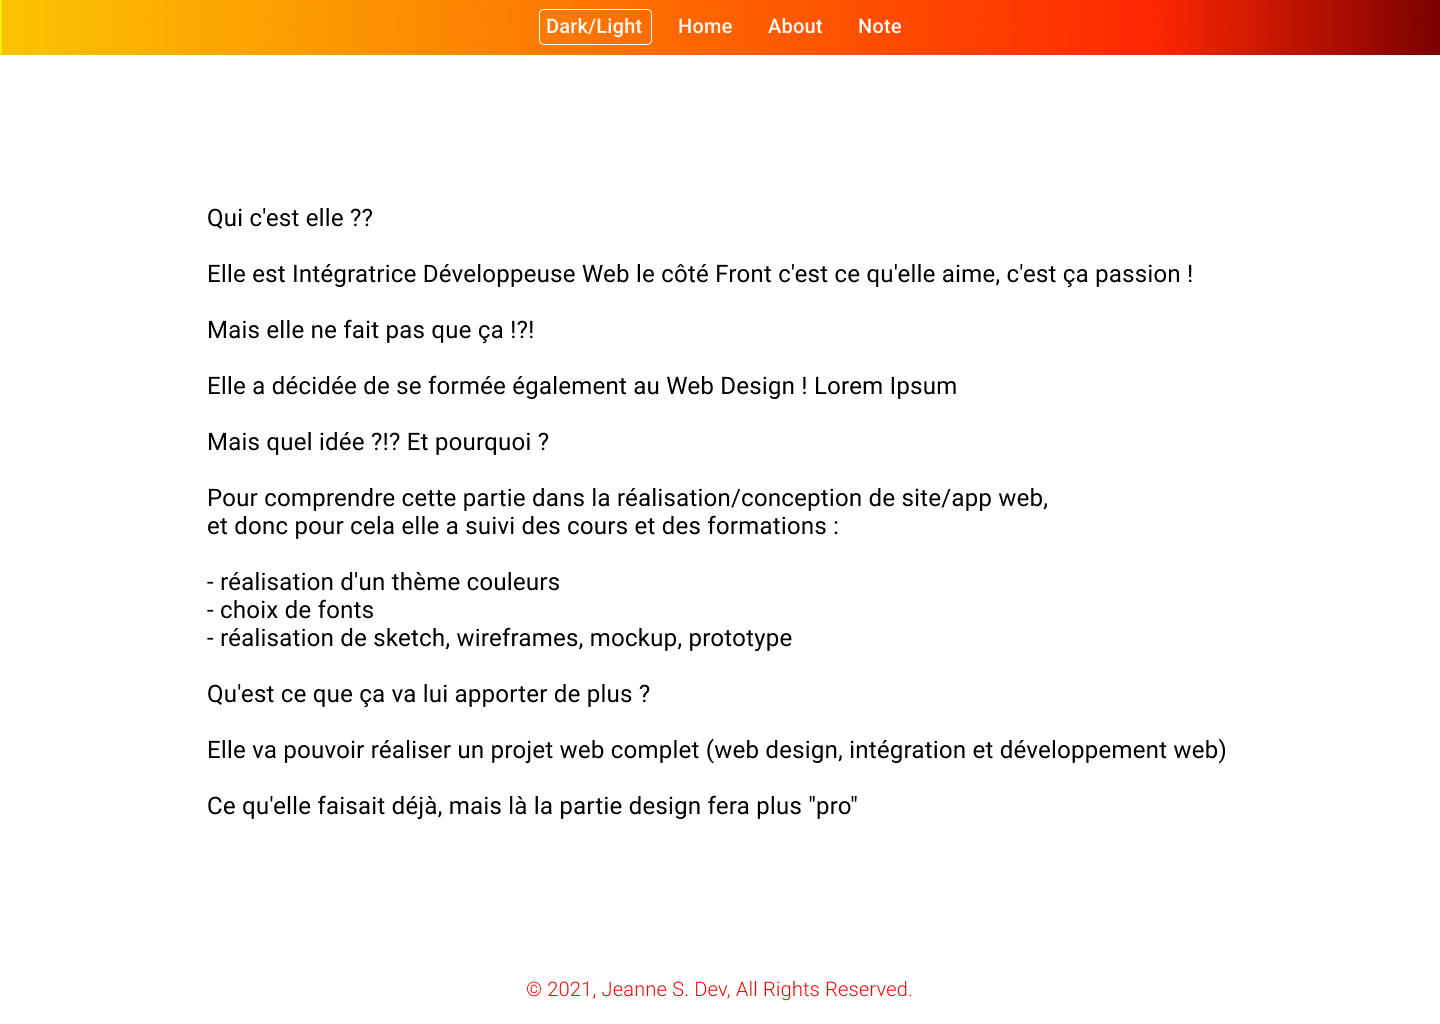 Dark/Light Home About Note
Qui c'est elle ??
Elle est Intégratrice Développeuse Web le côté Front c'est ce qu'elle aime, c'est ça passion !
Mais elle ne fait pas que ça !?!
Elle a décidée de se formée également au Web Design ! Lorem Ipsum
Mais quel idée ?!? Et pourquoi ?
Pour comprendre cette partie dans la réalisation/conception de site/app web,
et donc pour cela elle a suivi des cours et des formations :
- réalisation d'un thème couleurs
- choix de fonts
- réalisation de sketch, wireframes, mockup, prototype
Qu'est ce que ça va lui apporter de plus ?
Elle va pouvoir réaliser un projet web complet (web design, intégration et développement web)
Ce qu'elle faisait déjà, mais là la partie design fera plus "pro"
© 2021, Jeanne S. Dev, All Rights Reserved.